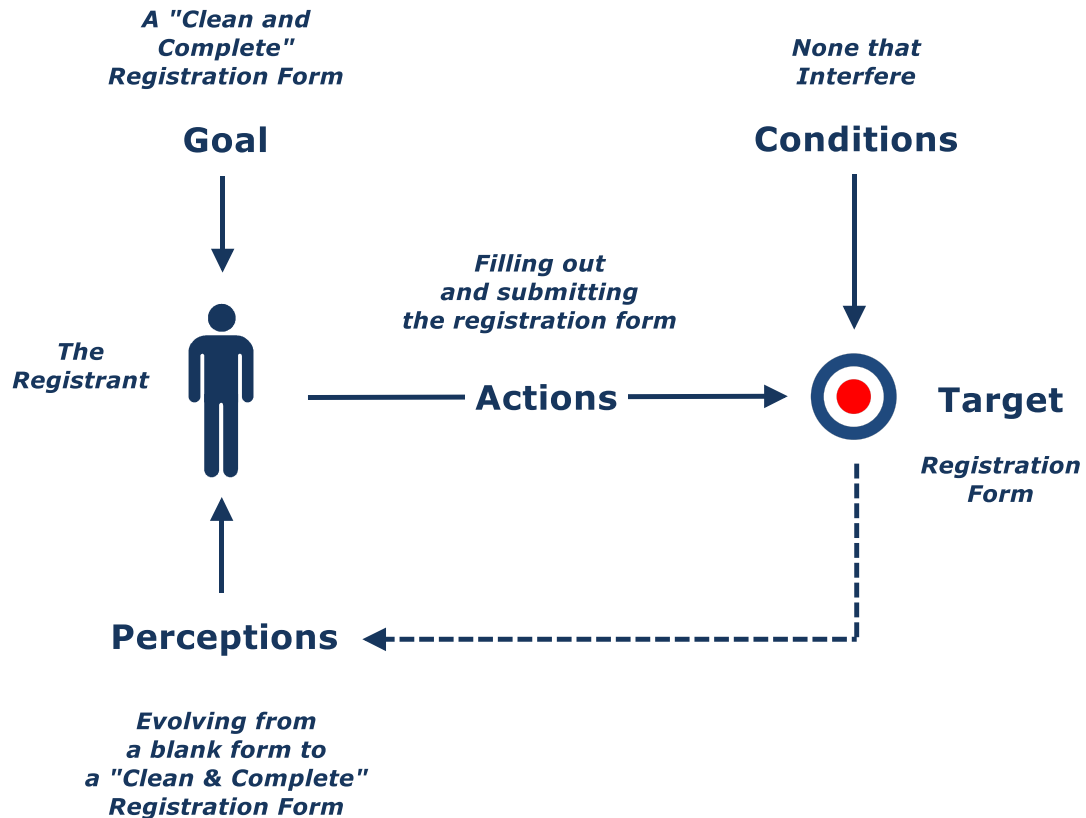 A "Clean and
Complete"
Registration Form
Goal
None that
Interfere
Conditions
Filling out
and submitting
the registration form
The
Registrant
Actions
Target
Registration
Form
Perceptions
Evolving from
a blank form to
a "Clean & Complete"
Registration Form